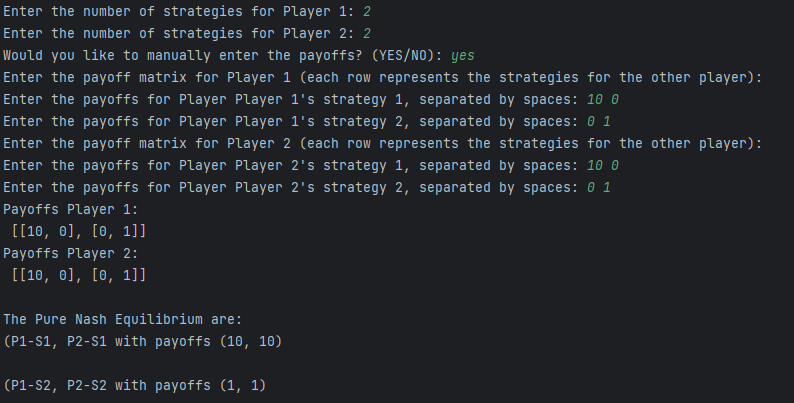 Enter the number of strategies for Player 1: 2
Enter the number of strategies for Player 2: 2
Would you like to manually enter the payoffs? (YES/NO): yes
Enter the payoff matrix for Player 1 (each row represents the strategies for the other player):
Enter the payoffs for Player Player 1's strategy 1, separated by spaces: 10 0
Enter the payoffs for Player Player 1's strategy 2, separated by spaces: 0 1
Enter the payoff matrix for Player 2 (each row represents the strategies for the other player):
Enter the payoffs for Player Player 2's strategy 1, separated by spaces: 10 0
Enter the payoffs for Player Player 2's strategy 2, separated by spaces: 0 1
Payoffs Player 1:
[[10, 0], [0, 1]]
Payoffs Player 2:
[[10, 0], [0, 1]]
The Pure Nash Equilibrium are:
(P1-S1, P2-S1 with payoffs (10, 10)
(P1-S2, P2-S2 with payoffs (1, 1)